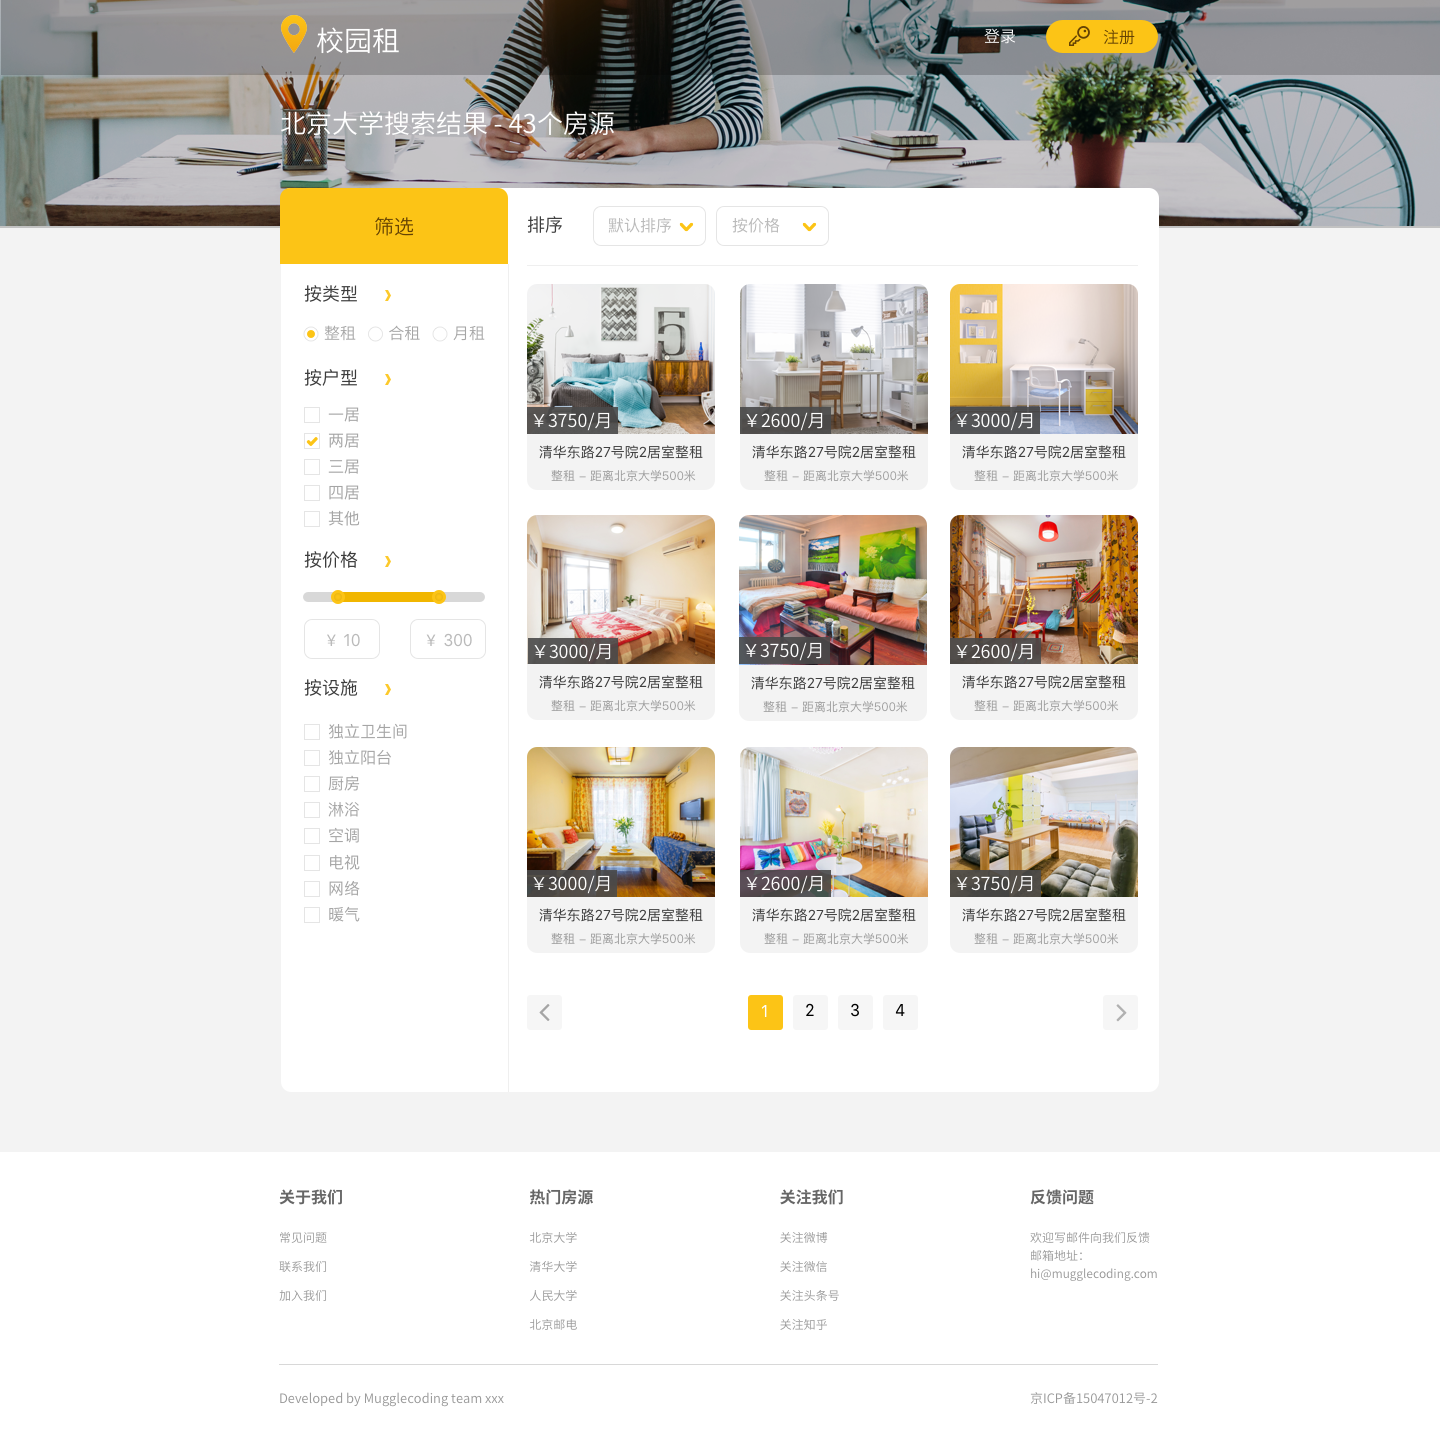 校园租
登录
注册
北京大学搜索结果 - 43个房源
筛选
按类型
整租 合租 月租
按户型
一居
两居
三居
四居
其他
按价格
¥ 10 ¥ 300
按设施
独立卫生间
独立阳台
厨房
淋浴
空调
电视
网络
暖气
排序 默认排序 按价格
5
¥3750/月
清华东路27号院2居室整租
整租 – 距离北京大学500米
¥2600/月
清华东路27号院2居室整租
整租 – 距离北京大学500米
¥3000/月
清华东路27号院2居室整租
整租 – 距离北京大学500米
¥3000/月
清华东路27号院2居室整租
整租 – 距离北京大学500米
¥3750/月
清华东路27号院2居室整租
整租 – 距离北京大学500米
¥2600/月
清华东路27号院2居室整租
整租 – 距离北京大学500米
¥3000/月
清华东路27号院2居室整租
整租 – 距离北京大学500米
¥2600/月
清华东路27号院2居室整租
整租 – 距离北京大学500米
¥3750/月
清华东路27号院2居室整租
整租 – 距离北京大学500米
1 2 3 4
关于我们
常见问题
联系我们
加入我们
热门房源
北京大学
清华大学
人民大学
北京邮电
关注我们
关注微博
关注微信
关注头条号
关注知乎
反馈问题
欢迎写邮件向我们反馈
邮箱地址：
hi@mugglecoding.com
Developed by Mugglecoding team xxx
京ICP备15047012号-2